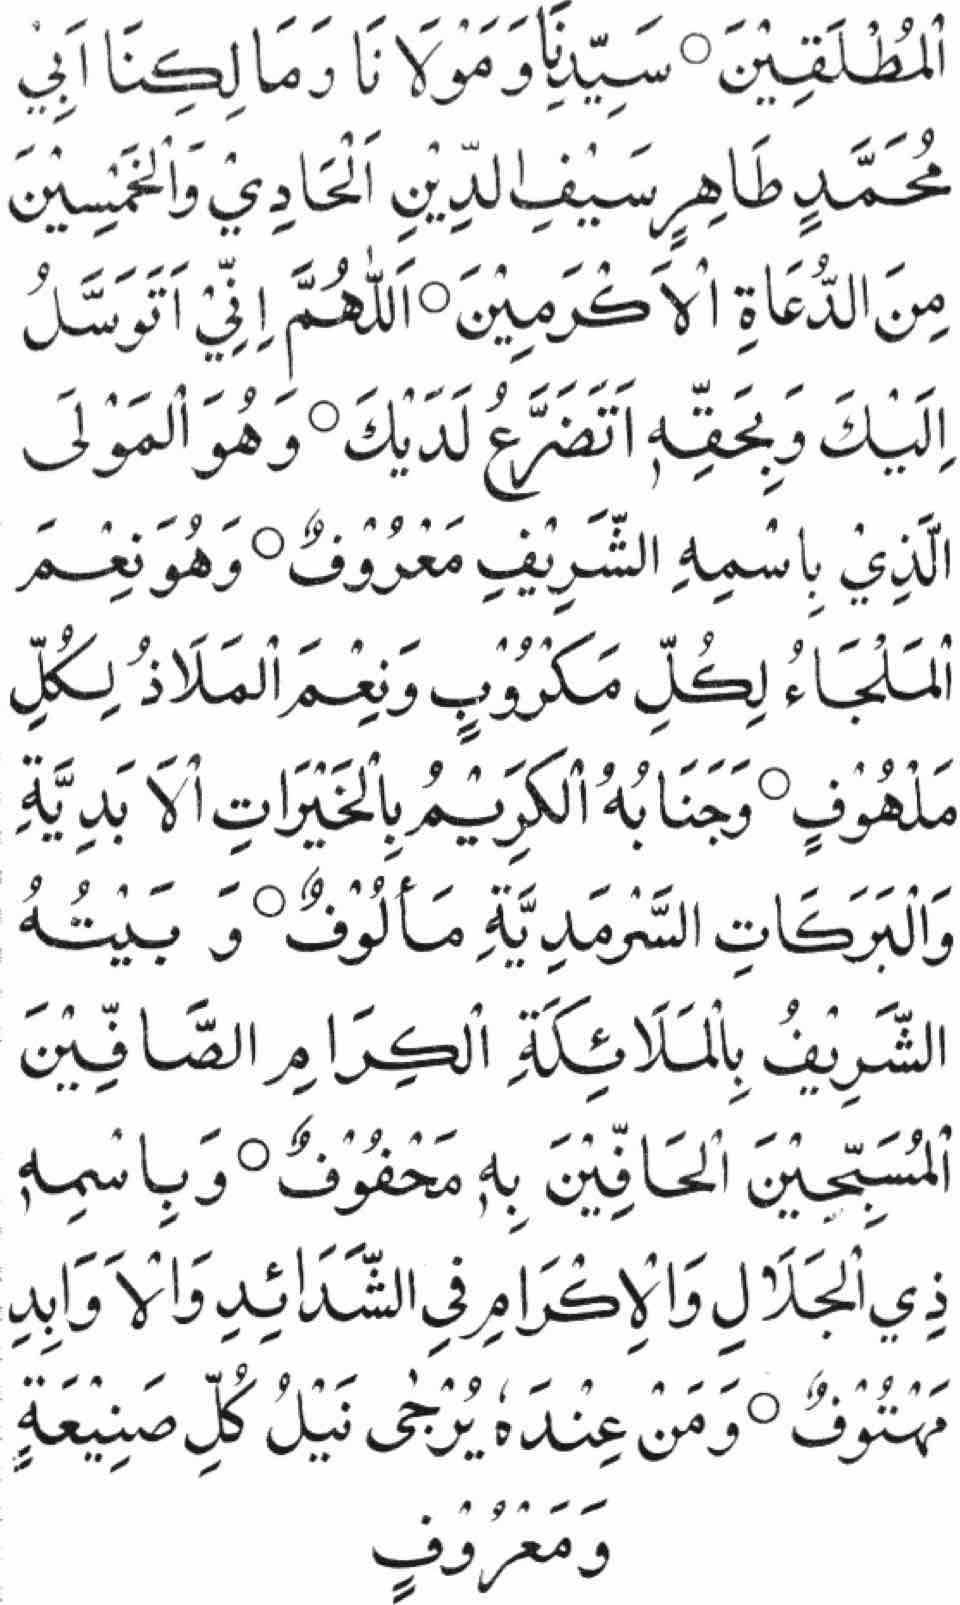 اَلْمُطْلَقِيْنَ ○ سَيِّدِنَا وَمَوْلَانَا وَمَالِكِنَا اَبِيْ
مُحَمَّدٍ طَاهِرٍ سَيْفِ الدِّيْنِ اَلْحَادِيْ وَالْخَمْسِيْنَ
مِنَ الدُّعَاةِ الْاَكْرَمِيْنَ ○ اَللّٰهُمَّ اِنِّيْ اَتَوَسَّلُ
اِلَيْكَ وَبِحَقِّهٖ اَتَضَرَّعُ لَدَيْكَ ○ وَهُوَ الْمَوْلَى
الَّذِيْ بِاسْمِهِ الشَّرِيْفِ مَعْرُوْفٌ ○ وَهُوَ نِعْمَ
الْمَلْجَاءُ لِكُلِّ مَكْرُوْبٍ وَنِعْمَ الْمَلَاذُ لِكُلِّ
مَلْهُوْفٍ ○ وَجَنَابُهُ الْكَرِيْمُ بِالْخَيْرَاتِ الْاَبَدِيَّةِ
وَالْبَرَكَاتِ السَّرْمَدِيَّةِ مَأْلُوْفٌ ○ وَ بَيْتُهُ
الشَّرِيْفُ بِالْمَلَائِكَةِ الْكِرَامِ الصَّافِّيْنَ
الْمُسَبِّحِيْنَ الْحَافِّيْنَ بِهٖ مَحْفُوْفٌ ○ وَبِاسْمِهٖ
ذِي الْجَلَالِ وَالْاِكْرَامِ فِي الشَّدَائِدِ وَالْاَوَابِدِ
مَهْتُوْفٌ ○ وَمَنْ عِنْدَهٗ يُرْجٰى نَيْلُ كُلِّ صَنِيْعَةٍ
وَمَعْرُوْفٍ